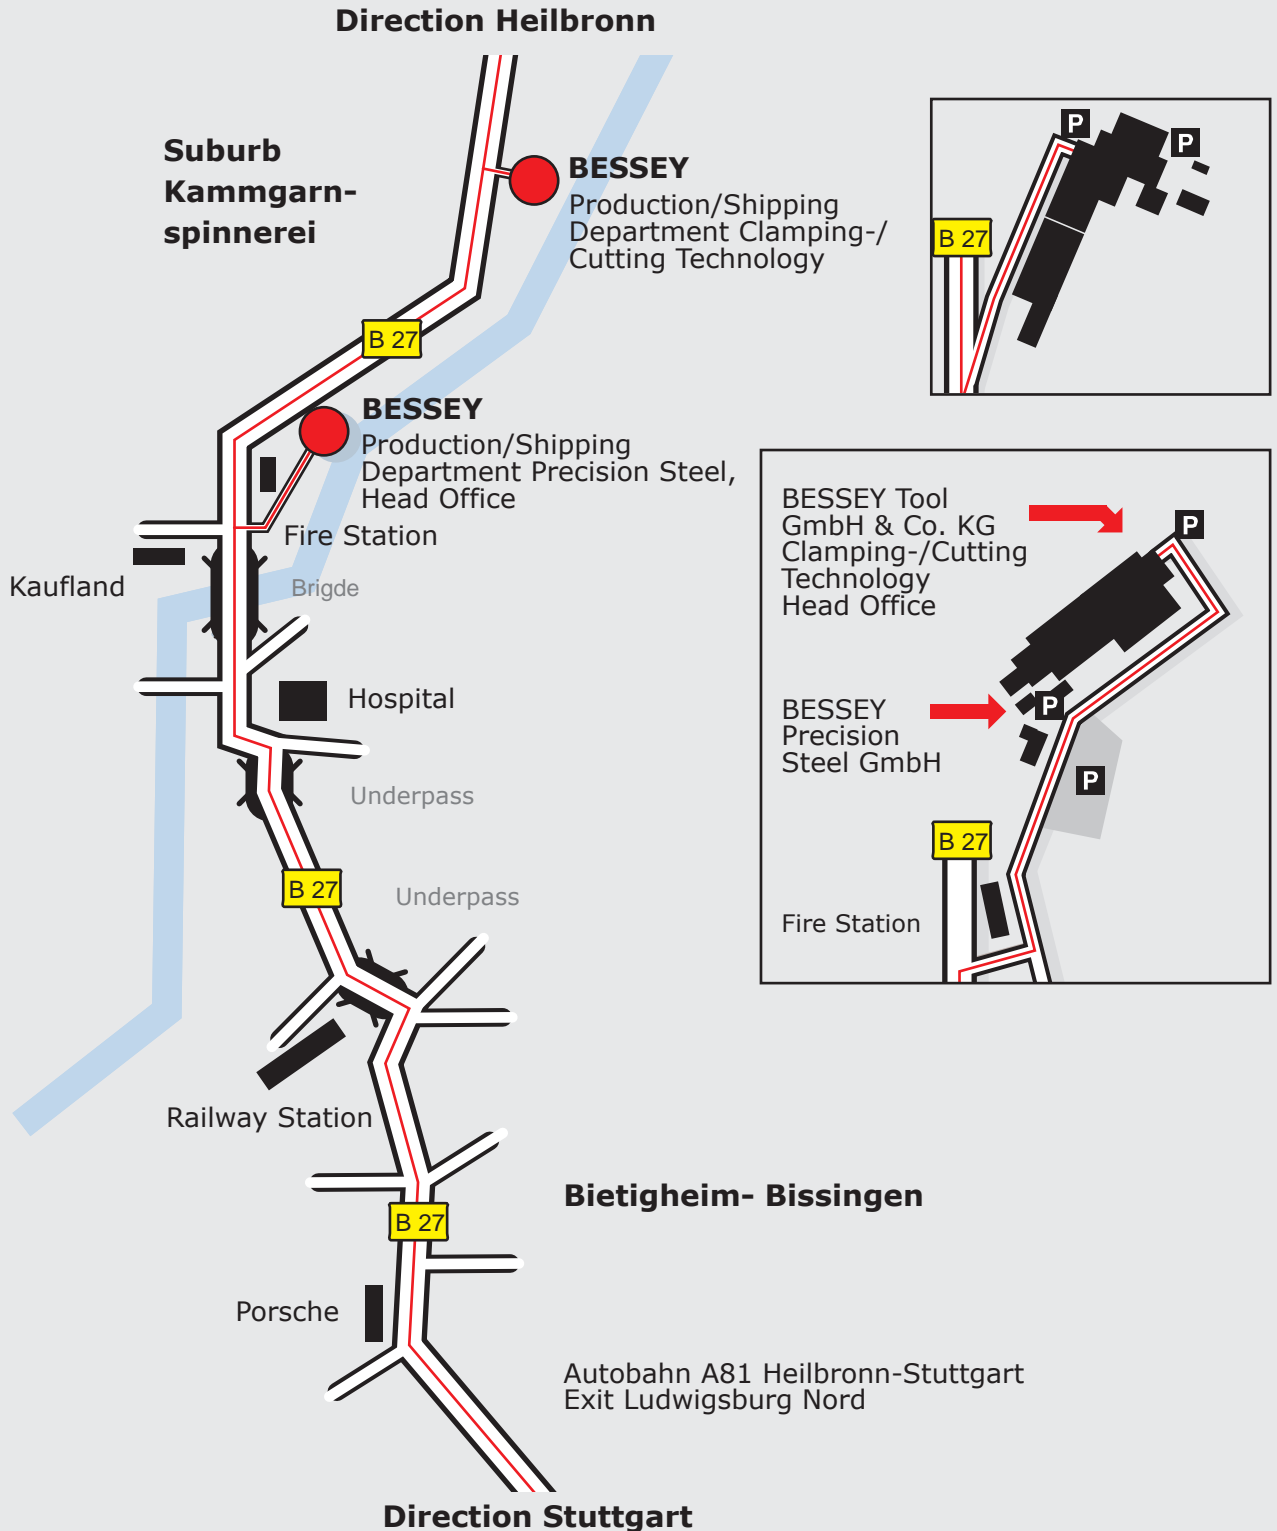 Direction Heilbronn
Suburb
Kammgarn-
spinnerei
BESSEY
Production/Shipping
Department Clamping-/
Cutting Technology
B 27
BESSEY
Production/Shipping
Department Precision Steel,
Head Office
Fire Station
Kaufland
Brigde
Hospital
Underpass
B 27
Underpass
Railway Station
Bietigheim- Bissingen
B 27
Porsche
Autobahn A81 Heilbronn-Stuttgart
Exit Ludwigsburg Nord
Direction Stuttgart
P
P
B 27
BESSEY Tool
GmbH & Co. KG
Clamping-/Cutting
Technology
Head Office
P
BESSEY
Precision
Steel GmbH
P
P
B 27
Fire Station